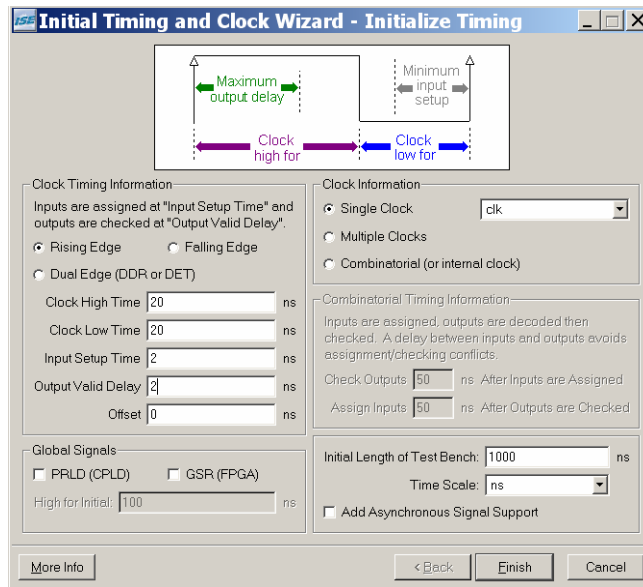 ISE Initial Timing and Clock Wizard - Initialize Timing
Maximum output delay
Minimum input setup
Clock high for
Clock low for
Clock Timing Information
Inputs are assigned at "Input Setup Time" and
outputs are checked at "Output Valid Delay".
Rising Edge Falling Edge
Dual Edge (DDR or DET)
Clock High Time 20 ns
Clock Low Time 20 ns
Input Setup Time 2 ns
Output Valid Delay 2 ns
Offset 0 ns
Global Signals
PRLD (CPLD) GSR (FPGA)
High for Initial: 100 ns
Clock Information
Single Clock clk
Multiple Clocks
Combinatorial (or internal clock)
Combinatorial Timing Information
Inputs are assigned, outputs are decoded then
checked. A delay between inputs and outputs avoids
assignment/checking conflicts.
Check Outputs 50 ns After Inputs are Assigned
Assign Inputs 50 ns After Outputs are Checked
Initial Length of Test Bench: 1000 ns
Time Scale: ns
Add Asynchronous Signal Support
More Info < Back Finish Cancel